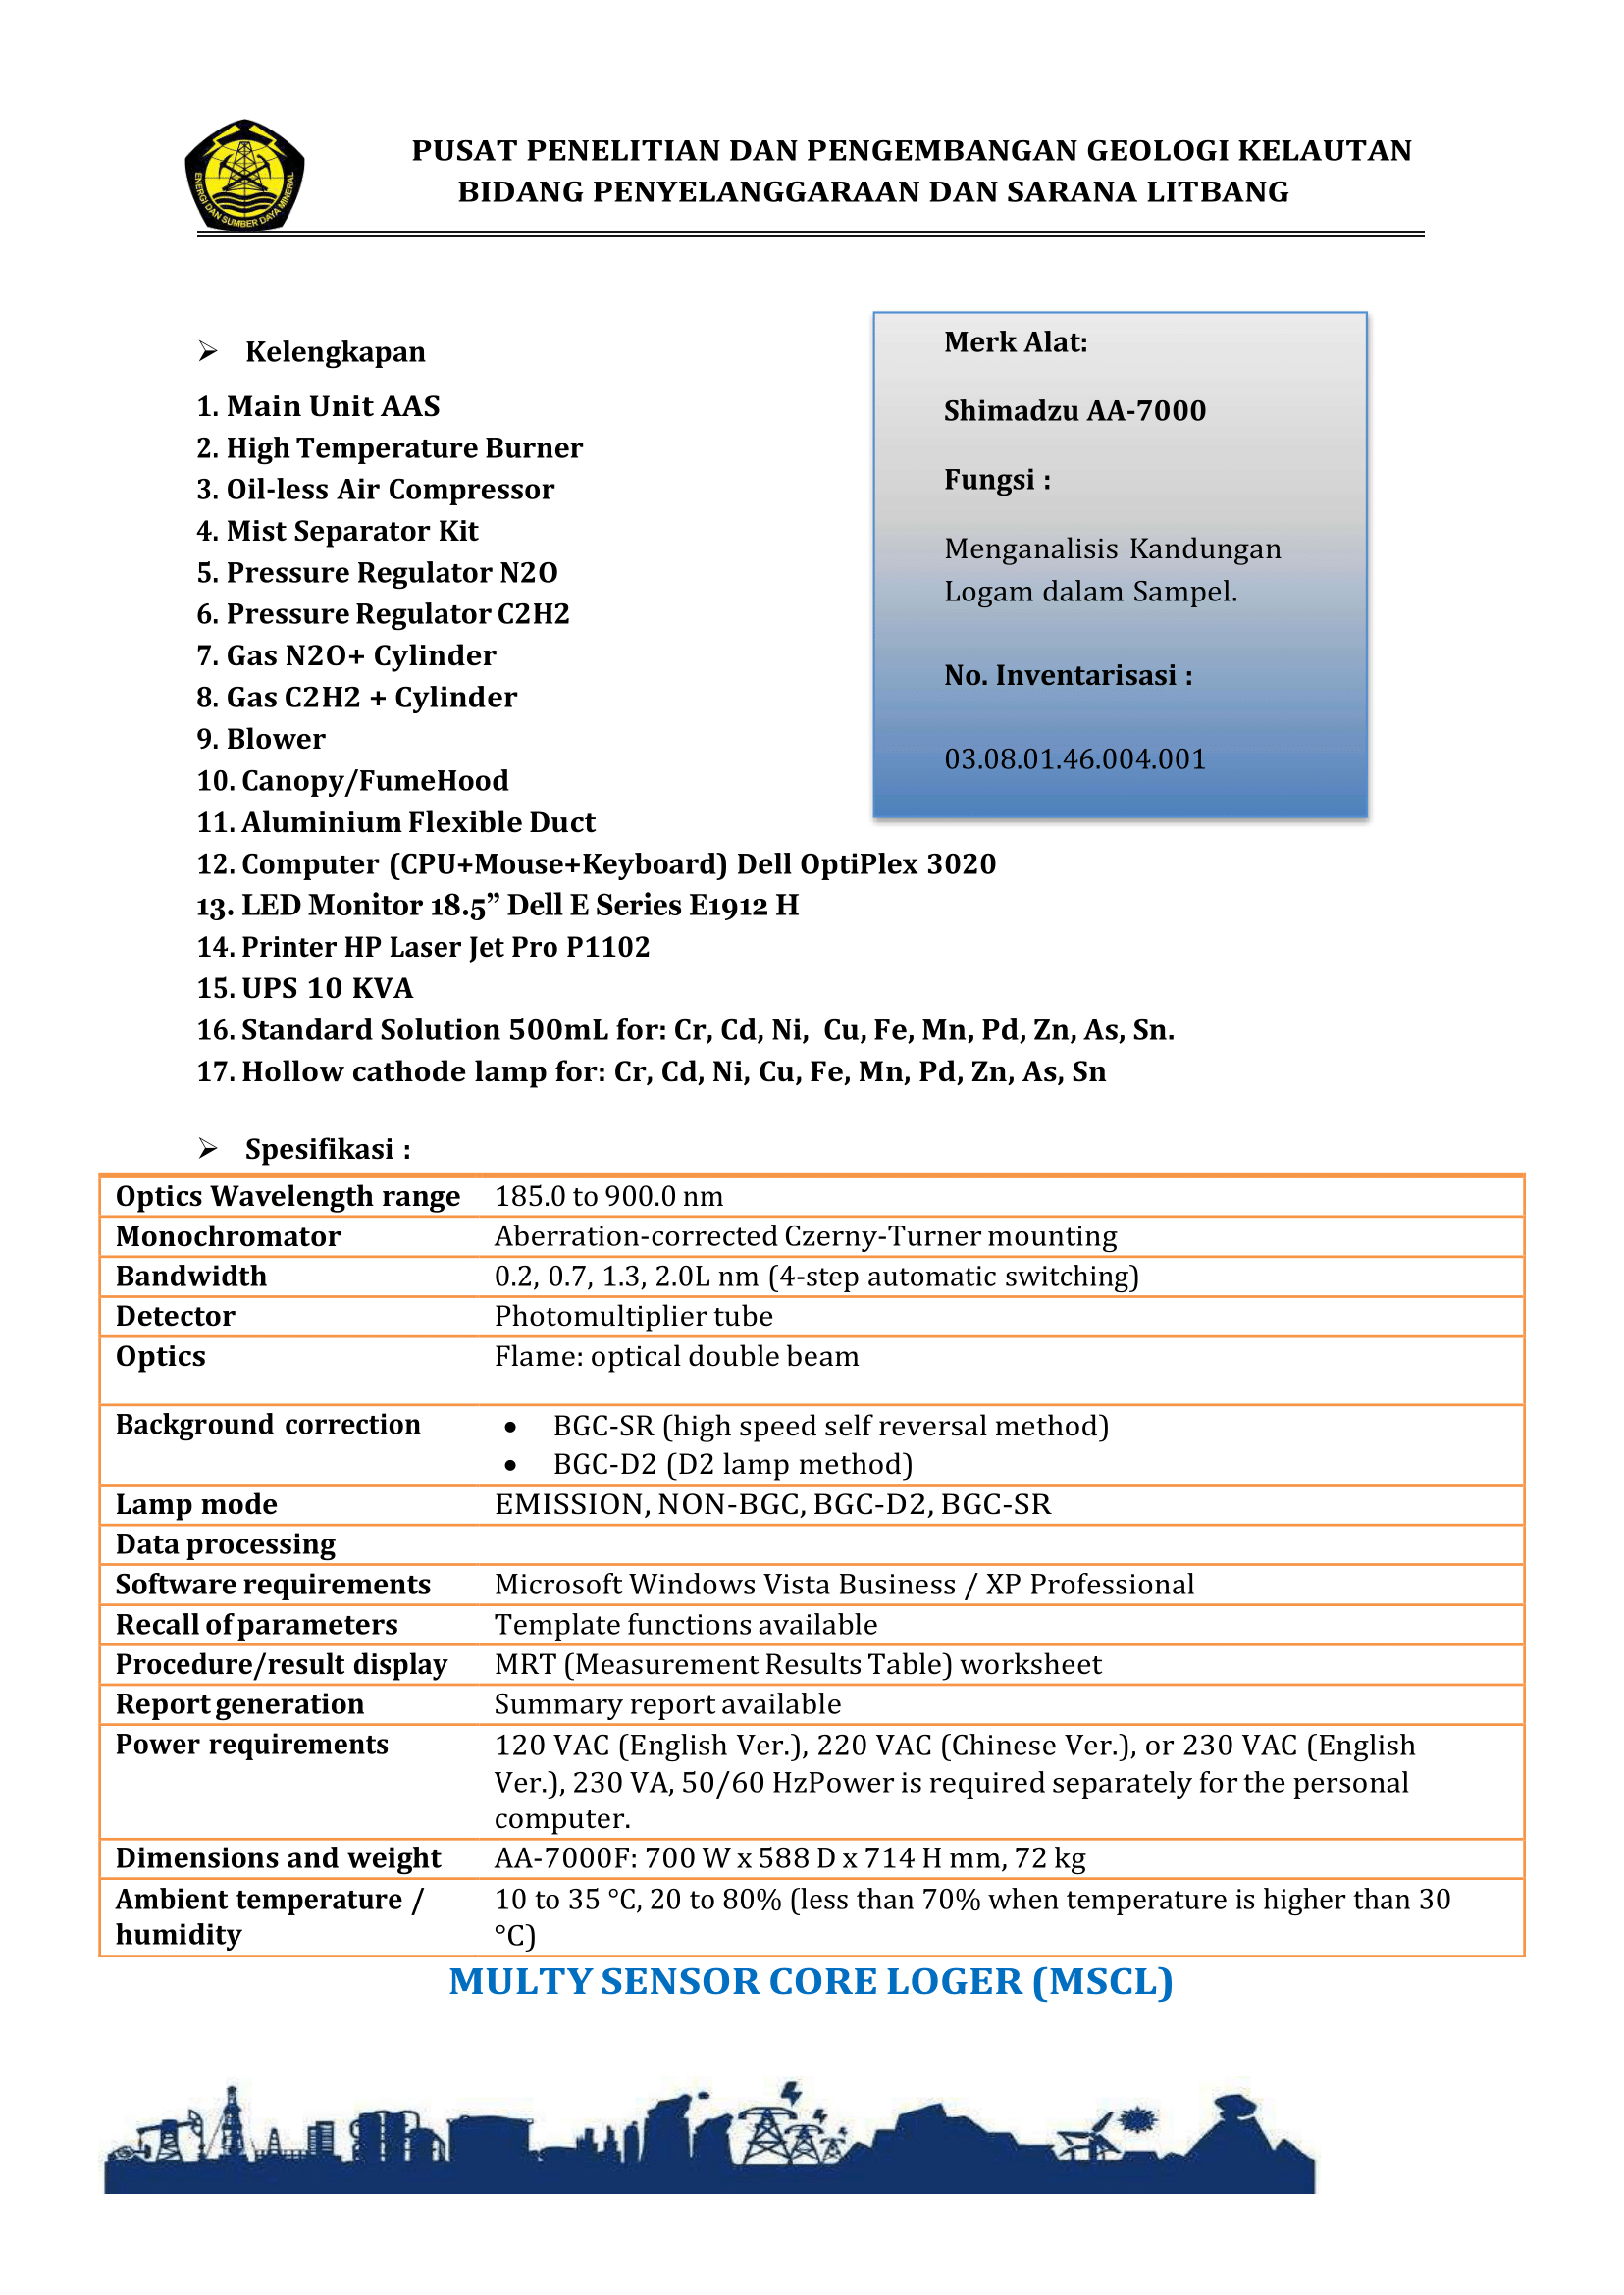 PUSAT PENELITIAN DAN PENGEMBANGAN GEOLOGI KELAUTAN
BIDANG PENYELANGGARAAN DAN SARANA LITBANG
ENERGI DAN SUMBER DAYA MINERAL
➢ Kelengkapan
1. Main Unit AAS
2. High Temperature Burner
3. Oil-less Air Compressor
4. Mist Separator Kit
5. Pressure Regulator N2O
6. Pressure Regulator C2H2
7. Gas N2O+ Cylinder
8. Gas C2H2 + Cylinder
9. Blower
10. Canopy/FumeHood
11. Aluminium Flexible Duct
12. Computer (CPU+Mouse+Keyboard) Dell OptiPlex 3020
13. LED Monitor 18.5” Dell E Series E1912 H
14. Printer HP Laser Jet Pro P1102
15. UPS 10 KVA
16. Standard Solution 500mL for: Cr, Cd, Ni, Cu, Fe, Mn, Pd, Zn, As, Sn.
17. Hollow cathode lamp for: Cr, Cd, Ni, Cu, Fe, Mn, Pd, Zn, As, Sn
Merk Alat:
Shimadzu AA-7000
Fungsi :
Menganalisis Kandungan
Logam dalam Sampel.
No. Inventarisasi :
03.08.01.46.004.001
➢ Spesifikasi :
Optics Wavelength range 185.0 to 900.0 nm
Monochromator Aberration-corrected Czerny-Turner mounting
Bandwidth 0.2, 0.7, 1.3, 2.0L nm (4-step automatic switching)
Detector Photomultiplier tube
Optics Flame: optical double beam
Background correction • BGC-SR (high speed self reversal method)
• BGC-D2 (D2 lamp method)
Lamp mode EMISSION, NON-BGC, BGC-D2, BGC-SR
Data processing
Software requirements Microsoft Windows Vista Business / XP Professional
Recall of parameters Template functions available
Procedure/result display MRT (Measurement Results Table) worksheet
Report generation Summary report available
Power requirements 120 VAC (English Ver.), 220 VAC (Chinese Ver.), or 230 VAC (English
Ver.), 230 VA, 50/60 HzPower is required separately for the personal
computer.
Dimensions and weight AA-7000F: 700 W x 588 D x 714 H mm, 72 kg
Ambient temperature / 10 to 35 °C, 20 to 80% (less than 70% when temperature is higher than 30
humidity °C)
MULTY SENSOR CORE LOGER (MSCL)